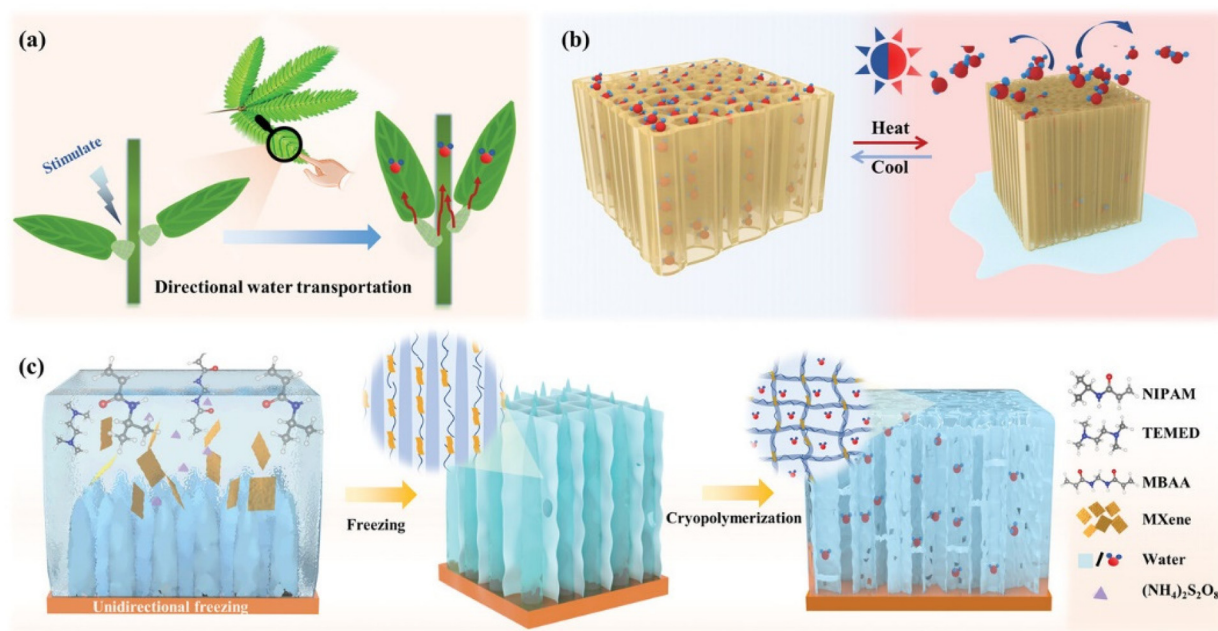 (a)
Stimulate
Directional water transportation
(b)
Heat
Cool
(c)
Unidirectional freezing
Freezing
Cryopolymerization
NIPAM
TEMED
MBAA
MXene
/ Water
(NH₄)₂S₂O₈